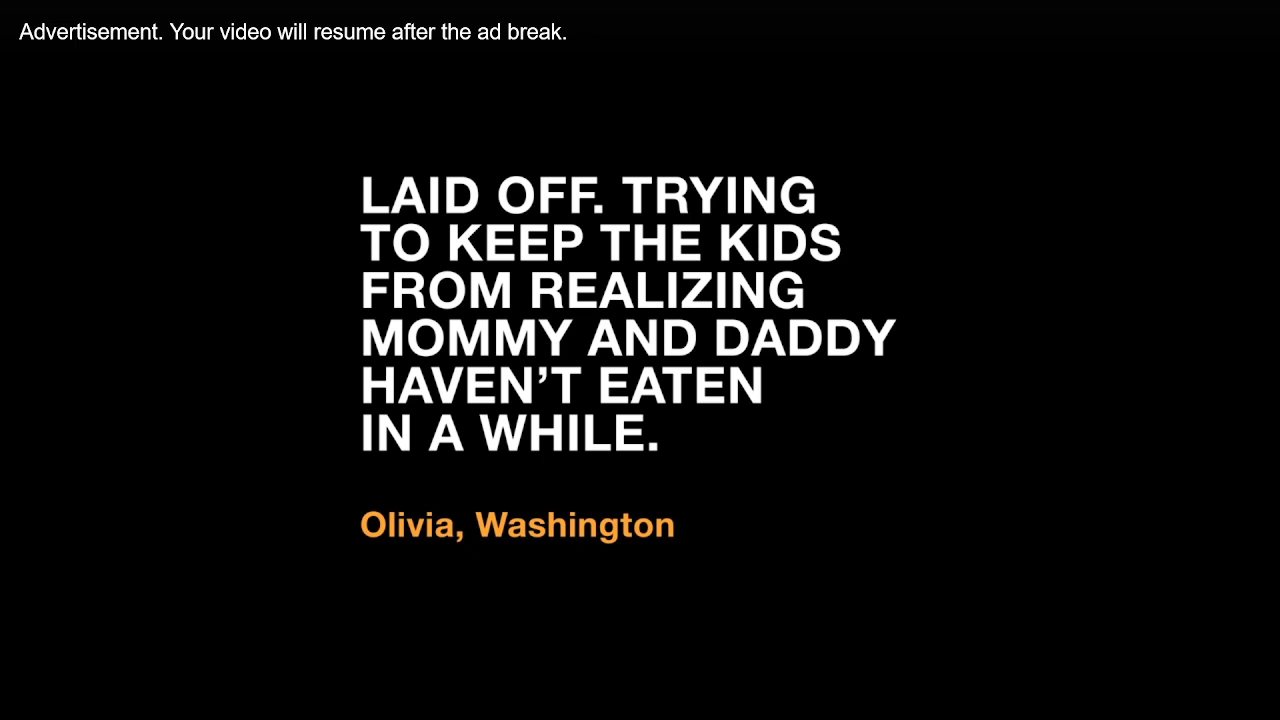 Advertisement. Your video will resume after the ad break.
LAID OFF. TRYING
TO KEEP THE KIDS
FROM REALIZING
MOMMY AND DADDY
HAVEN’T EATEN
IN A WHILE.
Olivia, Washington